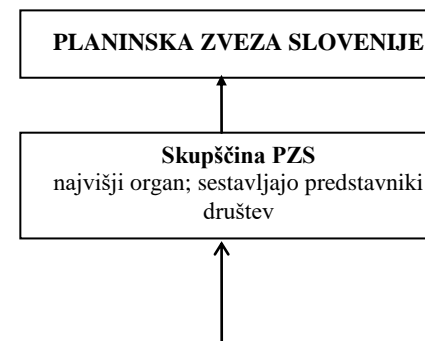 PLANINSKA ZVEZA SLOVENIJE
Skupščina PZS
najvišji organ; sestavljajo predstavniki
društev